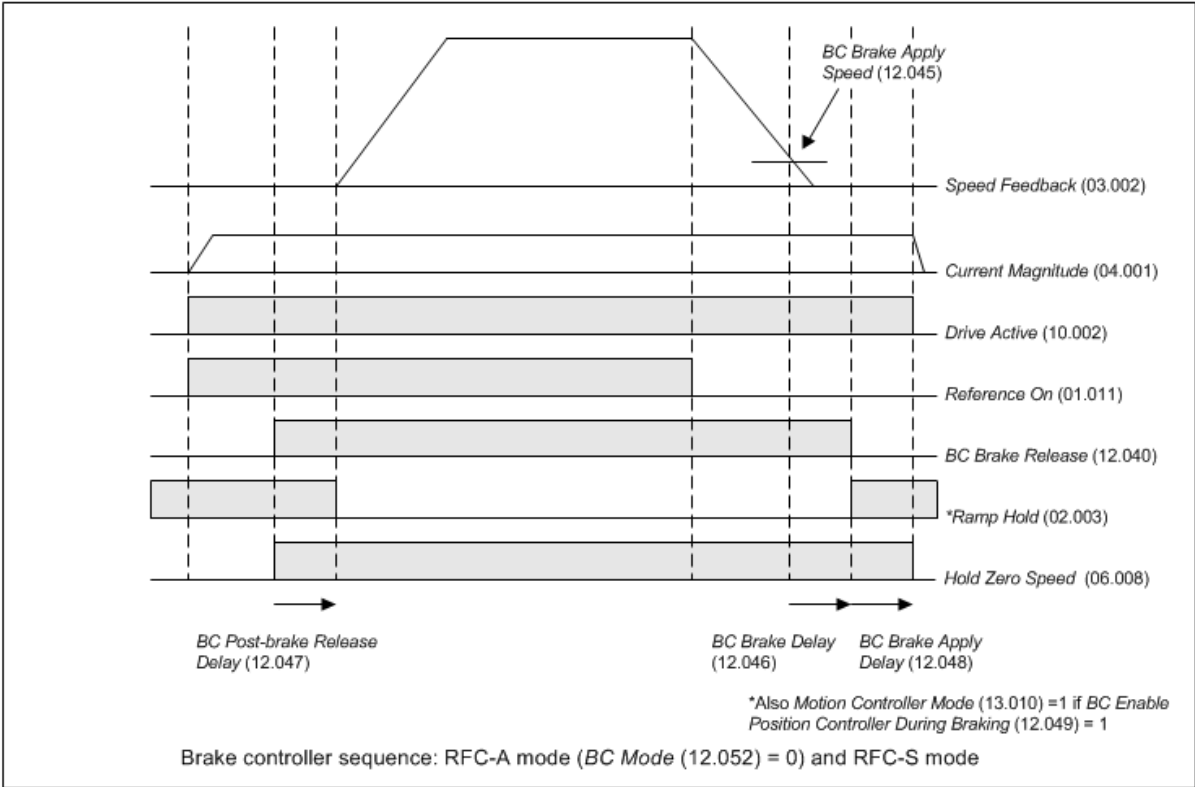 BC Brake Apply
Speed (12.045)
Speed Feedback (03.002)
Current Magnitude (04.001)
Drive Active (10.002)
Reference On (01.011)
BC Brake Release (12.040)
*Ramp Hold (02.003)
Hold Zero Speed (06.008)
BC Post-brake Release
Delay (12.047)
BC Brake Delay
(12.046)
BC Brake Apply
Delay (12.048)
*Also Motion Controller Mode (13.010) =1 if BC Enable
Position Controller During Braking (12.049) = 1
Brake controller sequence: RFC-A mode (BC Mode (12.052) = 0) and RFC-S mode